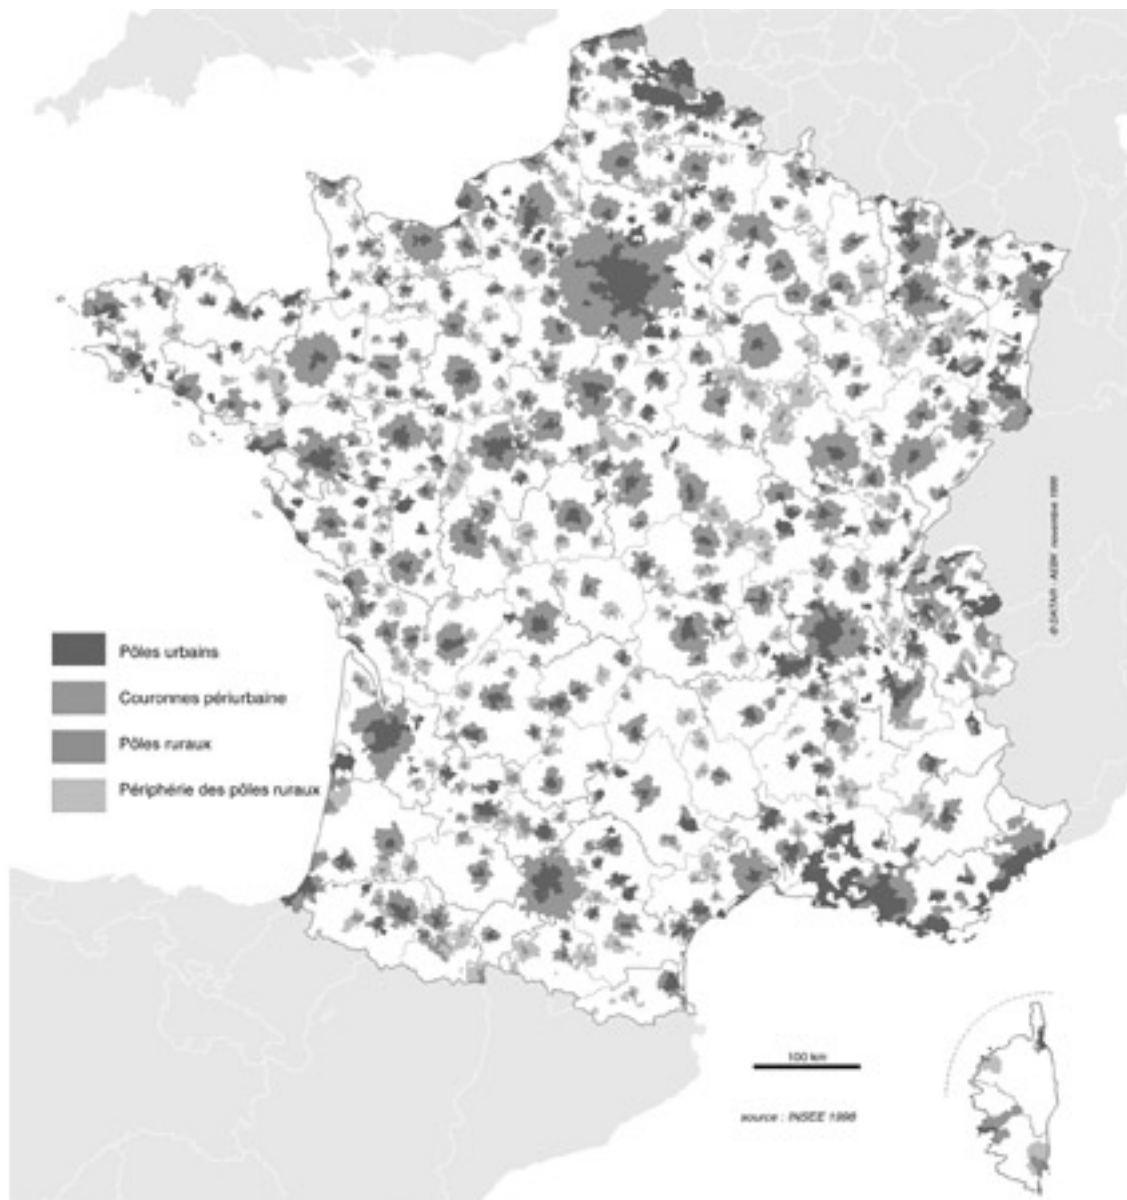 Pôles urbains
Couronnes périurbaine
Pôles ruraux
Périphérie des pôles ruraux
100 km
source : INSEE 1998